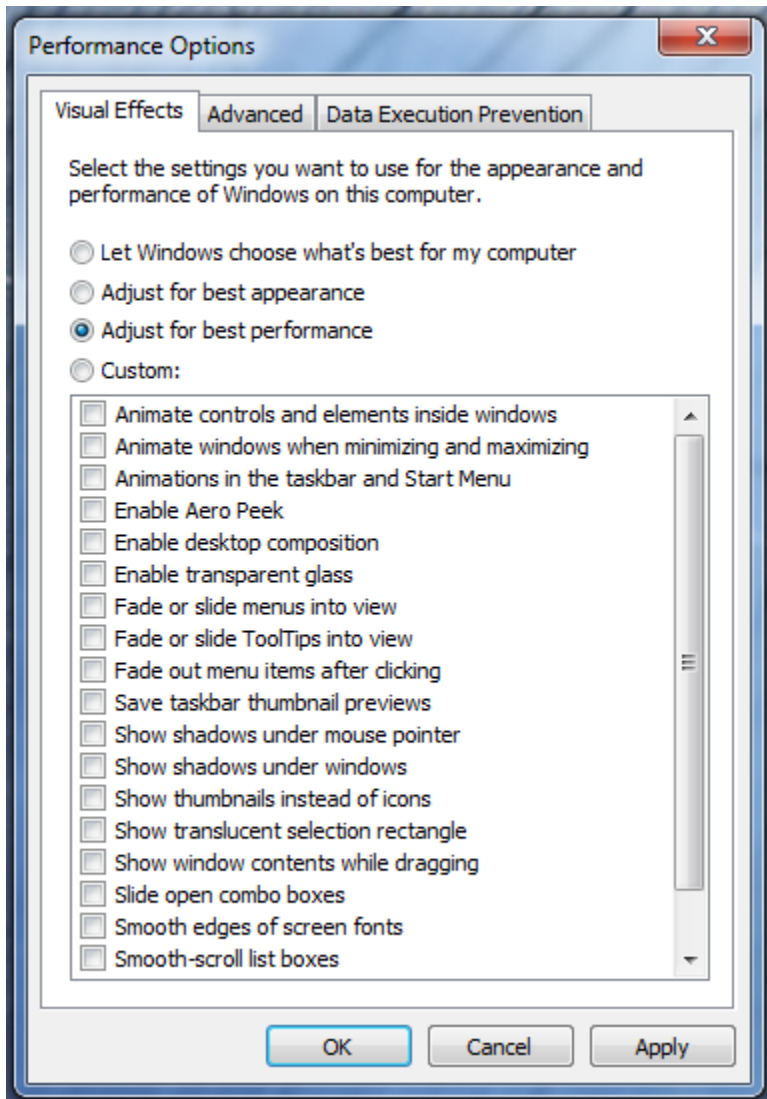 Performance Options
Visual Effects Advanced Data Execution Prevention
Select the settings you want to use for the appearance and
performance of Windows on this computer.
Let Windows choose what's best for my computer
Adjust for best appearance
Adjust for best performance
Custom:
Animate controls and elements inside windows
Animate windows when minimizing and maximizing
Animations in the taskbar and Start Menu
Enable Aero Peek
Enable desktop composition
Enable transparent glass
Fade or slide menus into view
Fade or slide ToolTips into view
Fade out menu items after clicking
Save taskbar thumbnail previews
Show shadows under mouse pointer
Show shadows under windows
Show thumbnails instead of icons
Show translucent selection rectangle
Show window contents while dragging
Slide open combo boxes
Smooth edges of screen fonts
Smooth-scroll list boxes
OK Cancel Apply